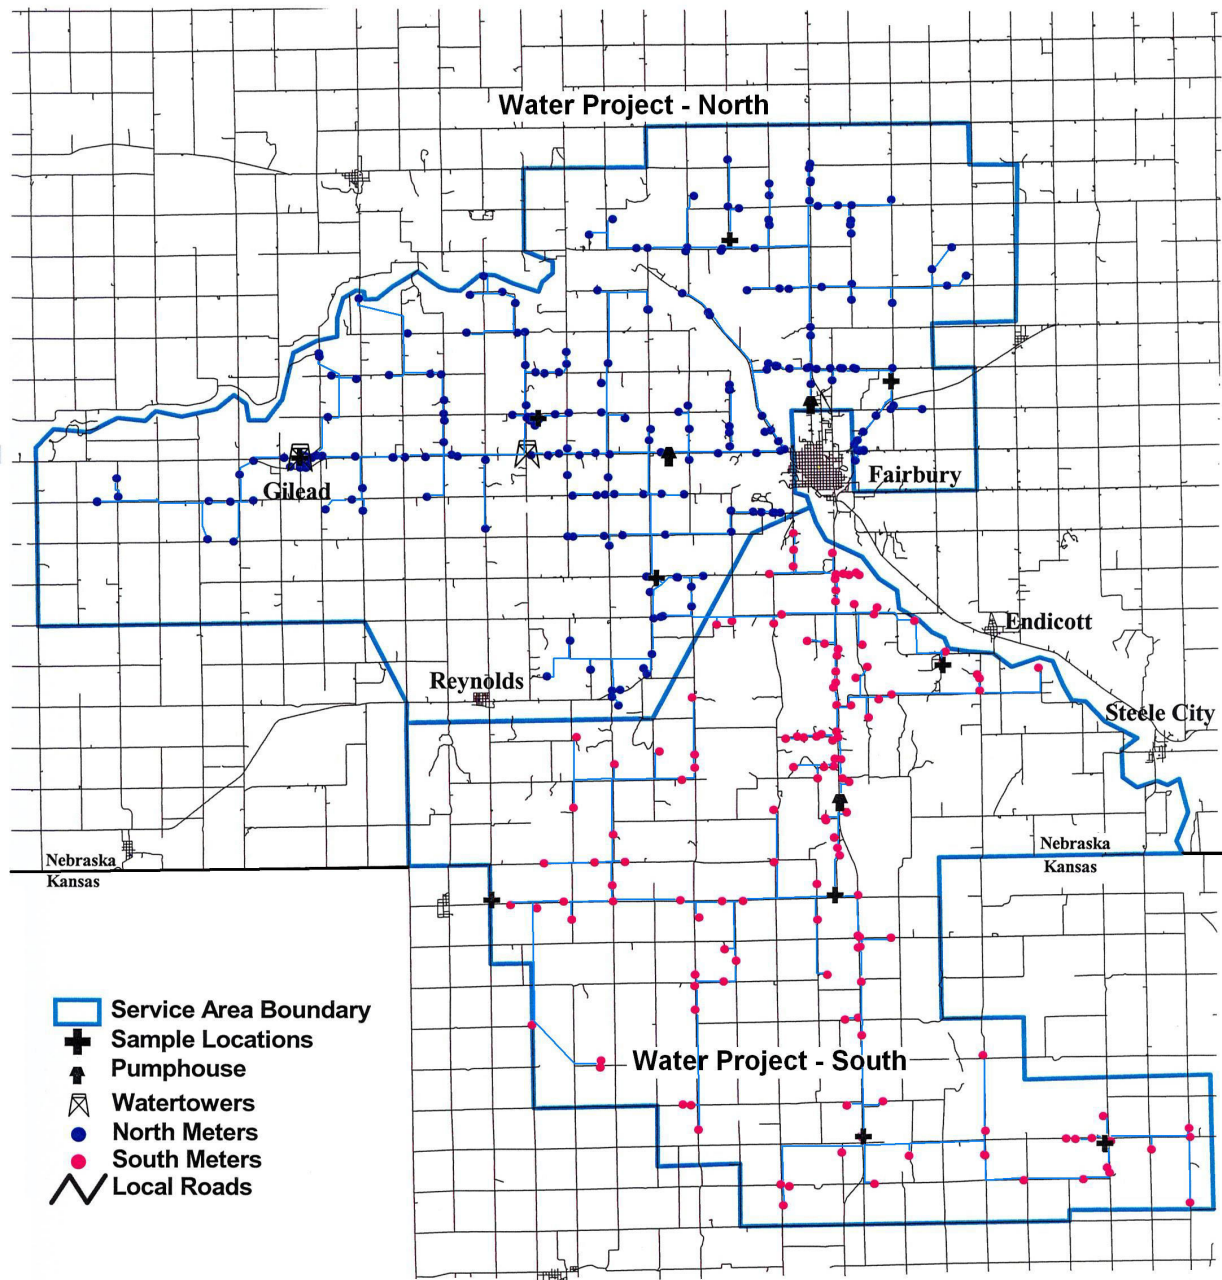 Water Project - North
Fairbury
Gilead
Endicott
Reynolds
Steele City
Nebraska
Kansas
Nebraska
Kansas
Service Area Boundary
Sample Locations
Pumphouse
Watertowers
North Meters
South Meters
Local Roads
Water Project - South